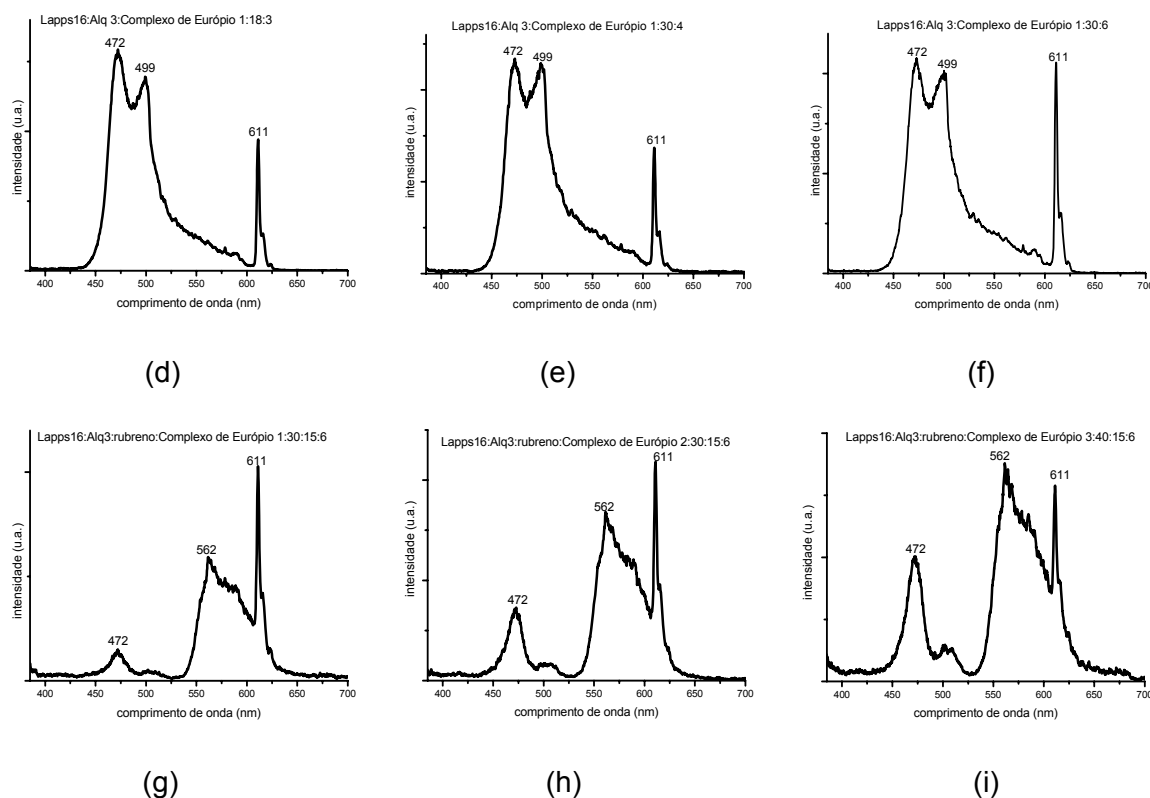 Lapps16:Alq 3:Complexo de Európio 1:18:3
472
499
611
intensidade (u.a.)
400 450 500 550 600 650 700
comprimento de onda (nm)
(d)
Lapps16:Alq 3:Complexo de Európio 1:30:4
472
499
611
intensidade (u.a.)
400 450 500 550 600 650 700
comprimento de onda (nm)
(e)
Lapps16:Alq 3:Complexo de Európio 1:30:6
472
499
611
intensidade (u.a.)
400 450 500 550 600 650 700
comprimento de onda (nm)
(f)
Lapps16:Alq3:rubreno:Complexo de Európio 1:30:15:6
472
562
611
intensidade (u.a.)
400 450 500 550 600 650 700
comprimento de onda (nm)
(g)
Lapps16:Alq3:rubreno:Complexo de Európio 2:30:15:6
472
562
611
intensidade (u.a.)
400 450 500 550 600 650 700
comprimento de onda (nm)
(h)
Lapps16:Alq3:rubreno:Complexo de Európio 3:40:15:6
472
562
611
intensidade (u.a.)
400 450 500 550 600 650 700
comprimento de onda (nm)
(i)